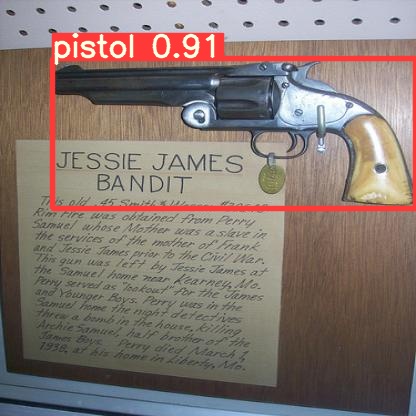 pistol 0.91
JESSIE JAMES
BANDIT
This old .45 Smith &
Rim Fire was obtained from Perry
Samuel whose Mother was a slave in
the services of the mother of Frank
and Jessie James prior to the Civil War.
This gun was left by Jessie James at
the Samuel home near Kearney, Mo.
Perry served as "lookout" for the James
and Younger Boys. Perry was in the
Samuel home the night detectives
threw a bomb in the house, killing
Archie Samuel, half brother of the
James Boys. Perry died March 1,
1938, at his home in Liberty, Mo.